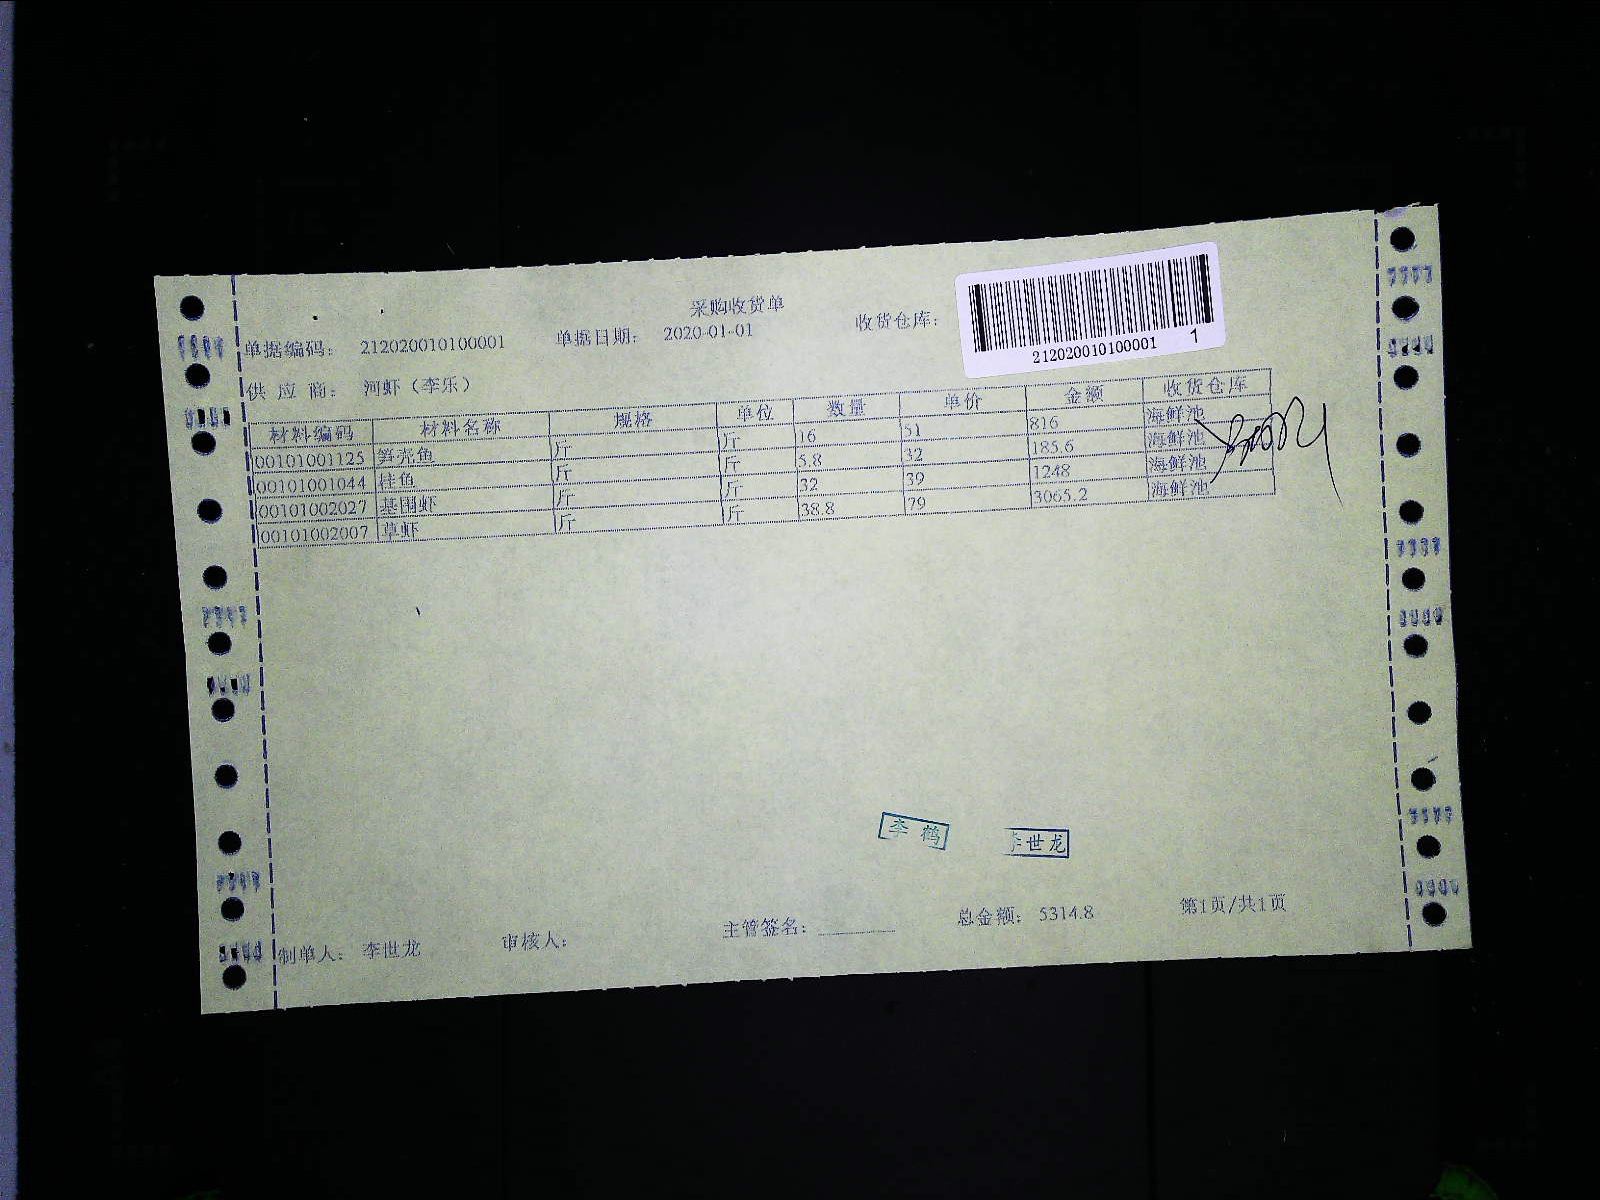 采购收货单
单据编码： 212020010100001 单据日期： 2020-01-01 收货仓库：
212020010100001 1
供 应 商： 河虾（李乐）
材料编码 材料名称 规格 单位 数量 单价 金额 收货仓库
00101001125 笋壳鱼 斤 斤 16 51 816 海鲜池
00101001044 桂鱼 斤 斤 5.8 32 185.6 海鲜池
00101002027 基围虾 斤 斤 32 39 1248 海鲜池
00101002007 草虾 斤 斤 38.8 79 3065.2 海鲜池
李 鹤 李世龙
制单人： 李世龙 审核人： 主管签名： 总金额： 5314.8 第1页/共1页